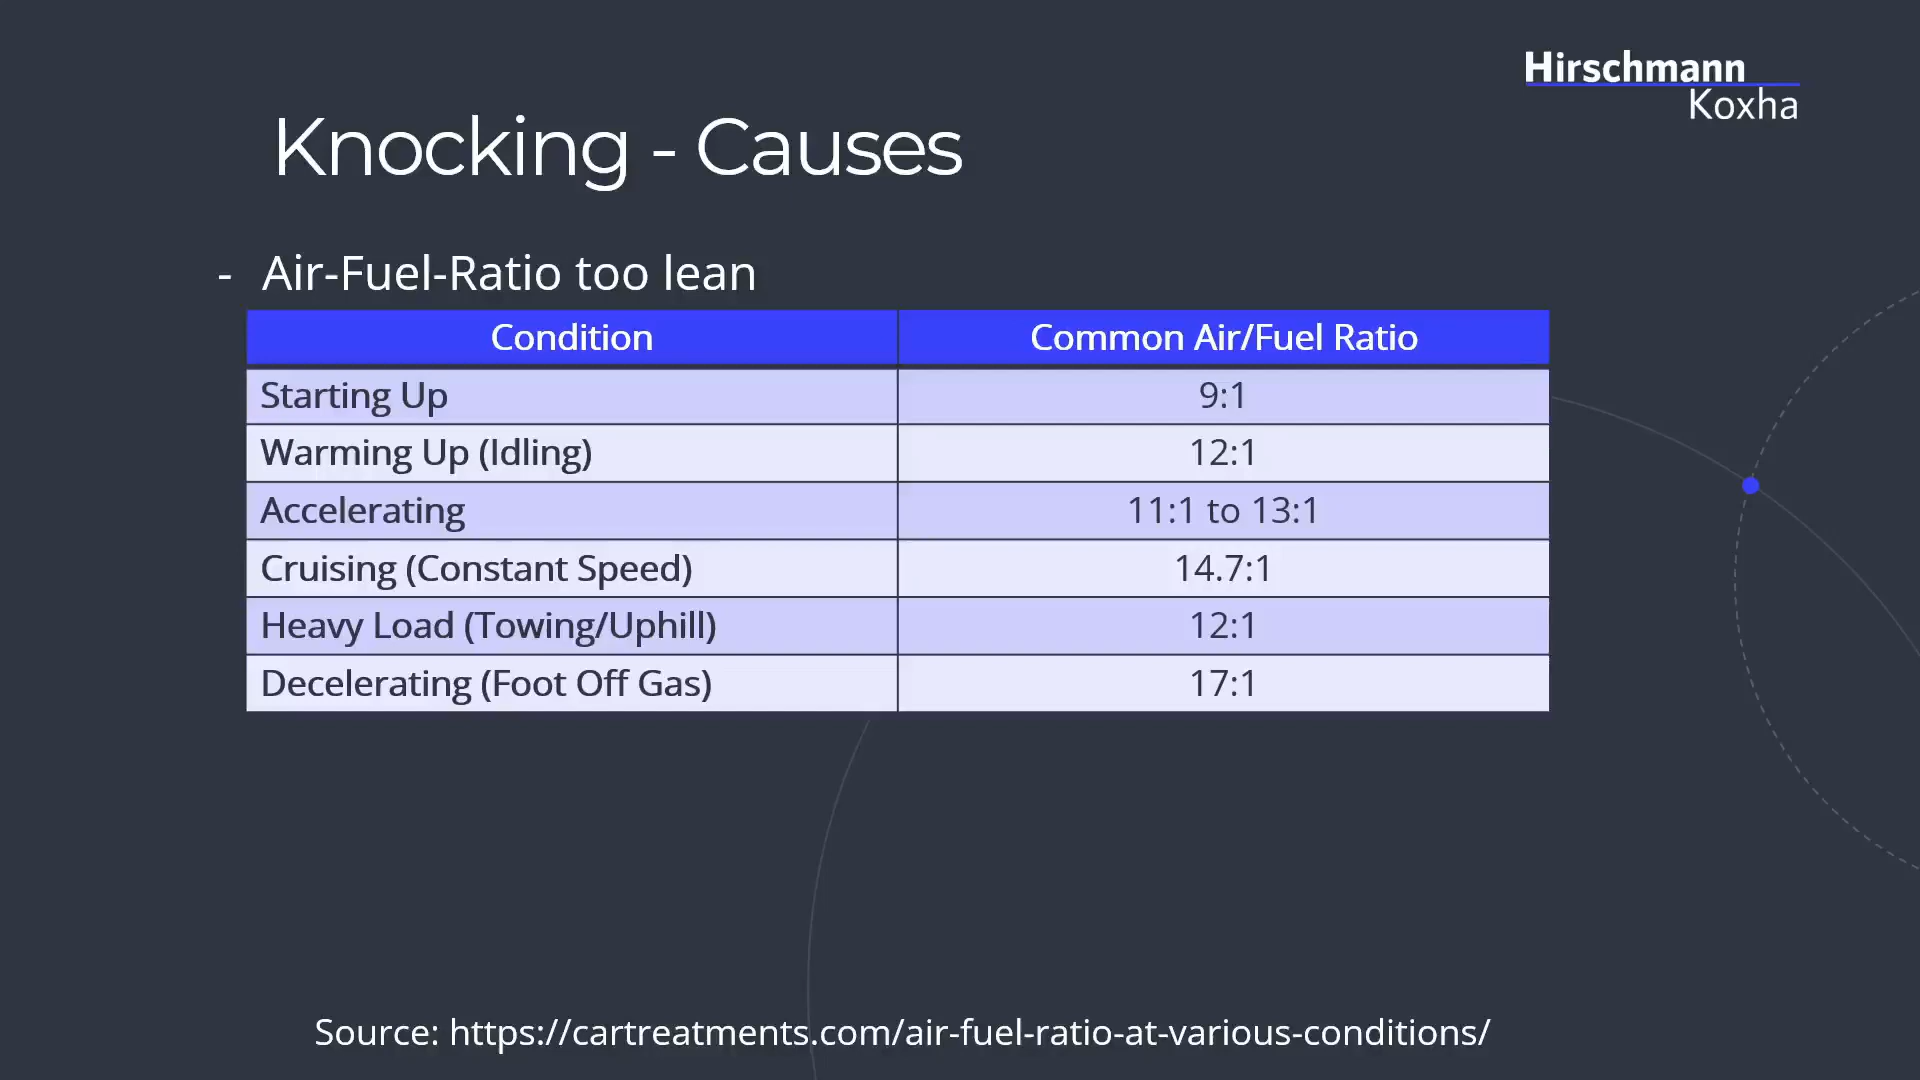 Hirschmann
Koxha
Knocking - Causes
- Air-Fuel-Ratio too lean
Condition Common Air/Fuel Ratio
Starting Up 9:1
Warming Up (Idling) 12:1
Accelerating 11:1 to 13:1
Cruising (Constant Speed) 14.7:1
Heavy Load (Towing/Uphill) 12:1
Decelerating (Foot Off Gas) 17:1
Source: https://cartreatments.com/air-fuel-ratio-at-various-conditions/